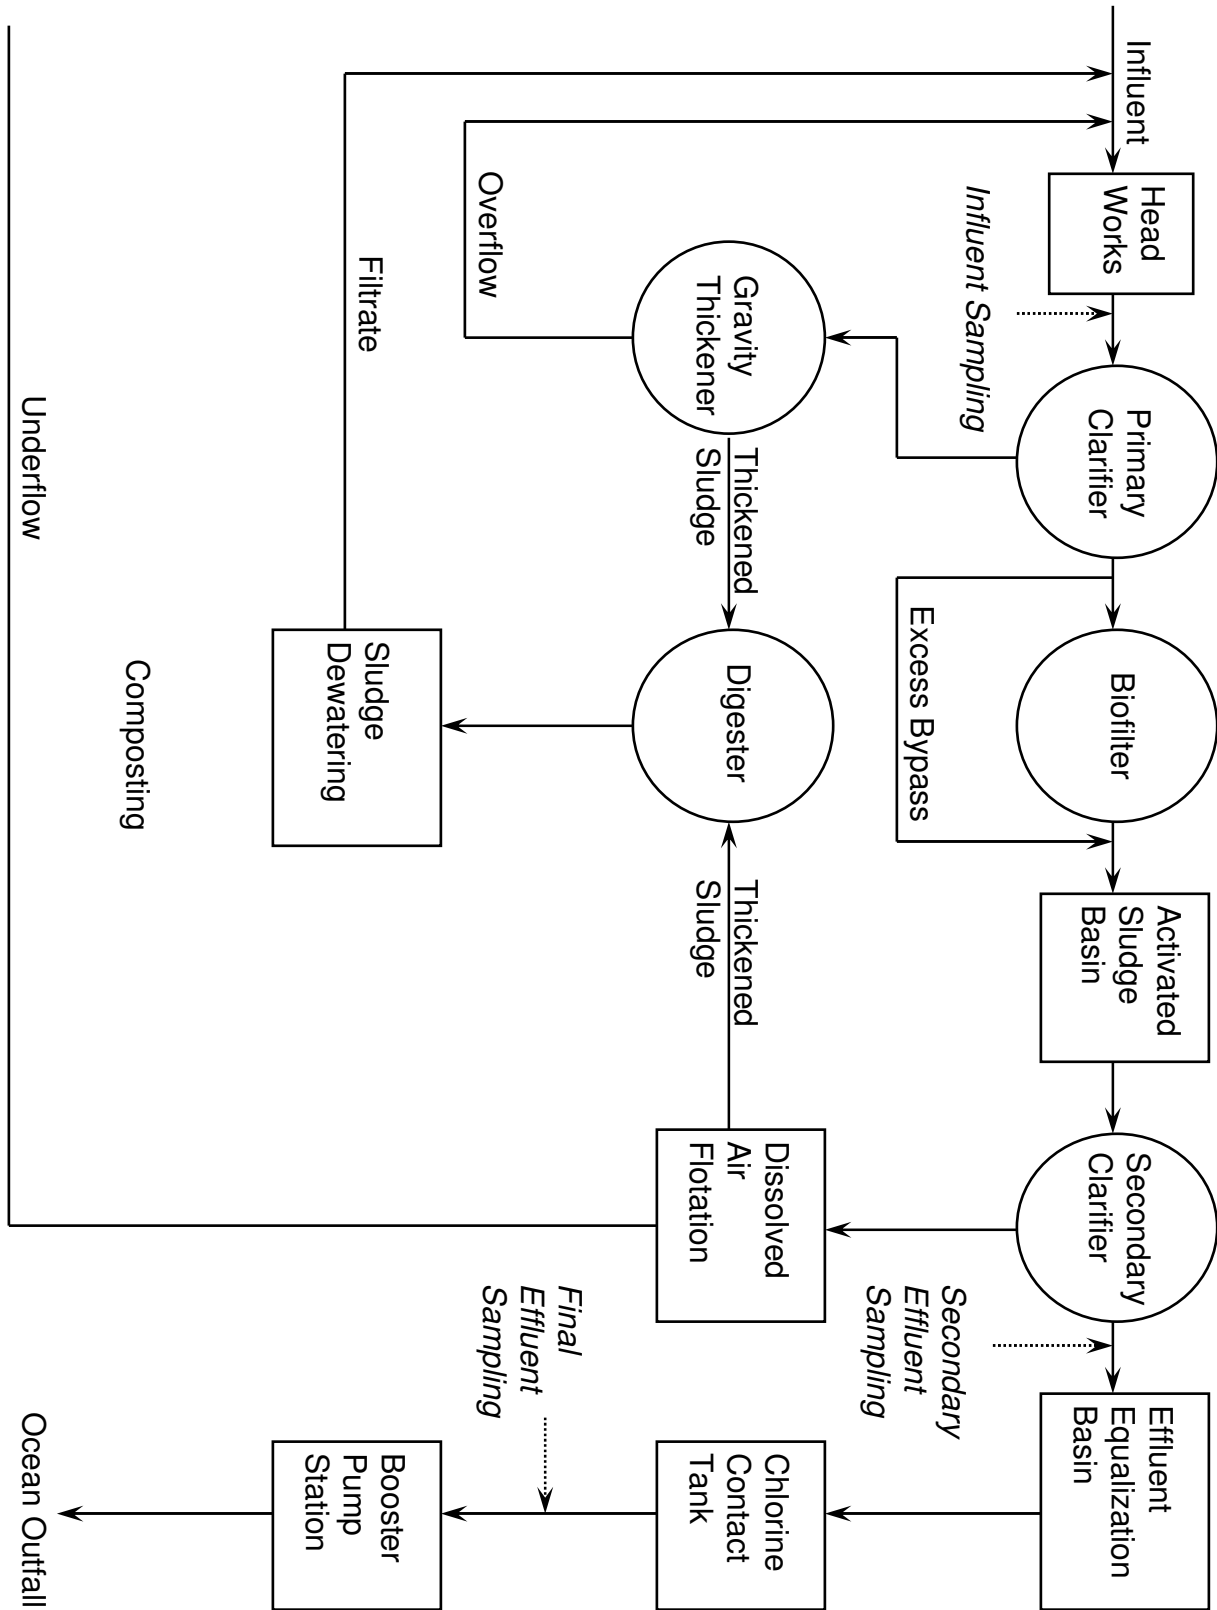 Influent
Head
Works
Influent Sampling
Primary
Clarifier
Biofilter
Excess Bypass
Activated
Sludge
Basin
Secondary
Clarifier
Secondary
Effluent
Sampling
Effluent
Equalization
Basin
Overflow
Gravity
Thickener
Thickened
Sludge
Digester
Thickened
Sludge
Dissolved
Air
Flotation
Chlorine
Contact
Tank
Final
Effluent
Sampling
Filtrate
Sludge
Dewatering
Booster
Pump
Station
Composting
Underflow
Ocean Outfall